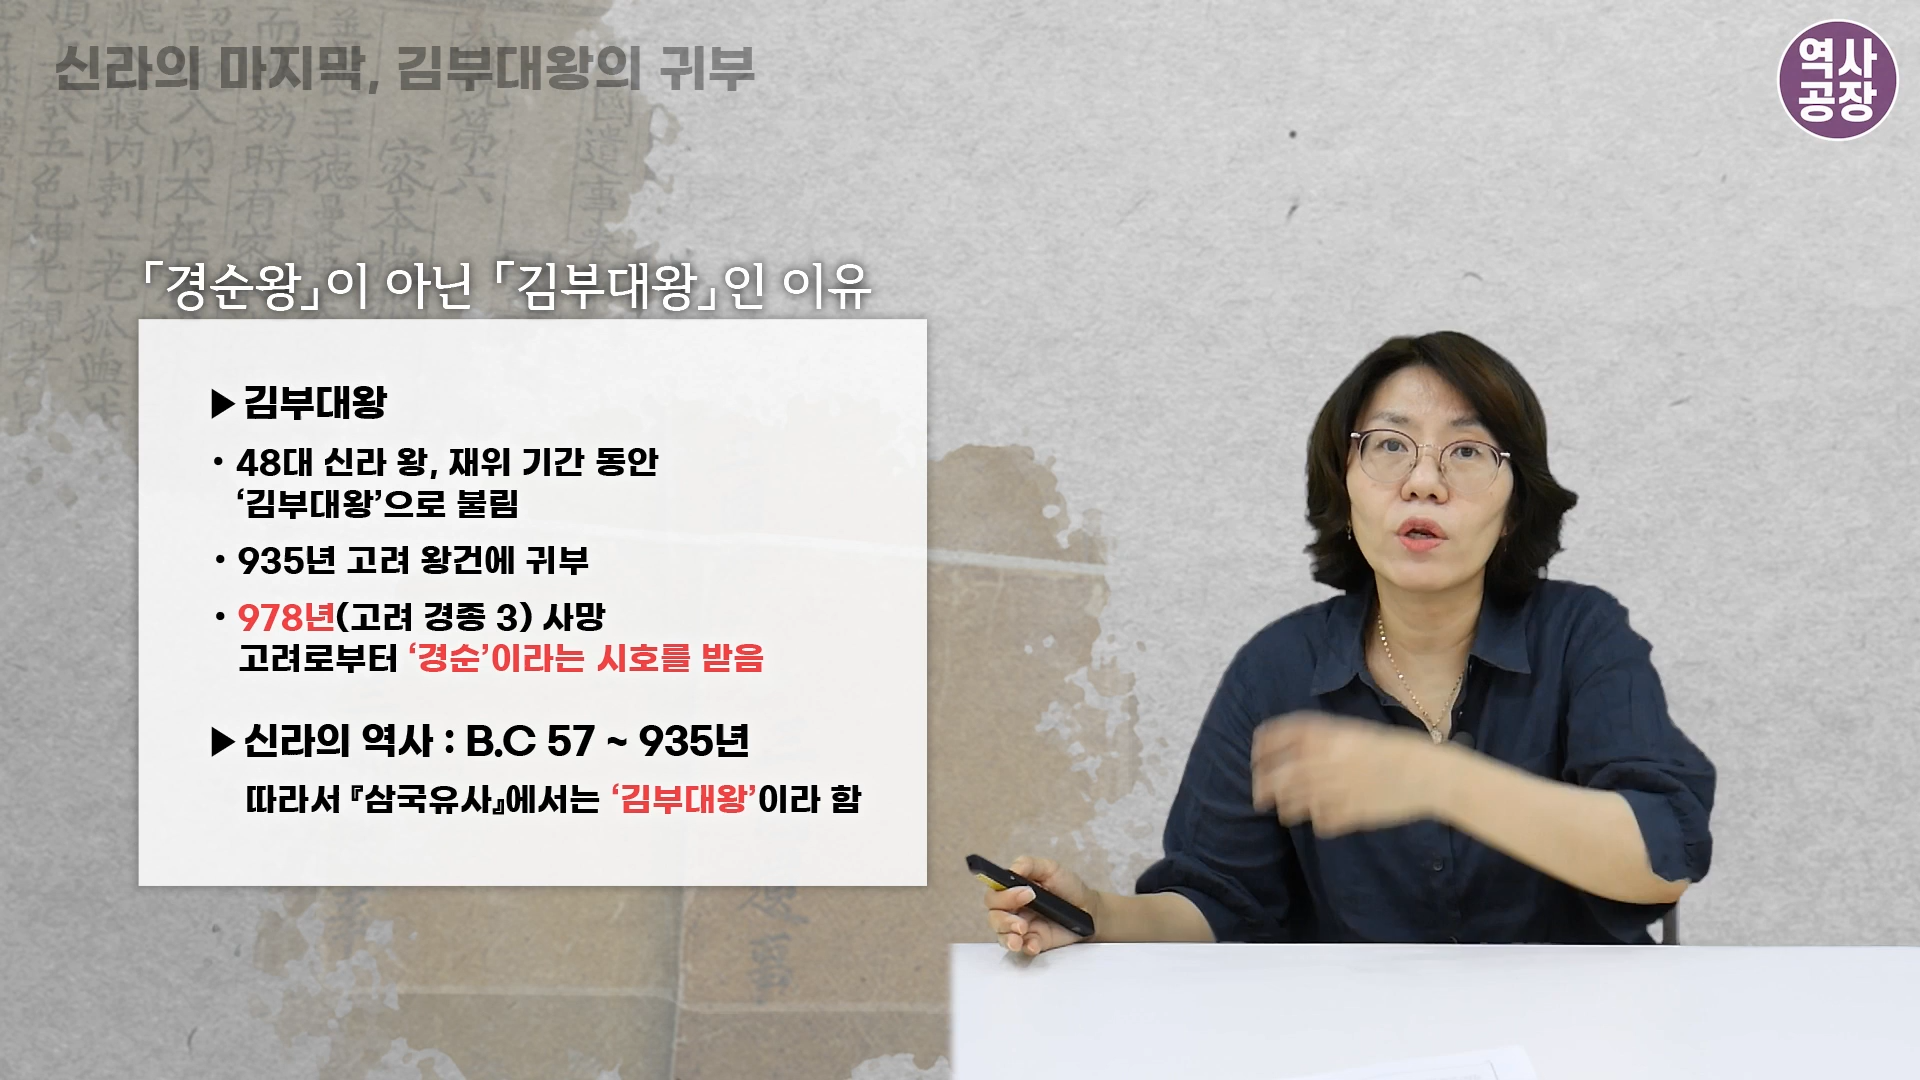 신라의 마지막, 김부대왕의 귀부
역사
공장
「경순왕」이 아닌 「김부대왕」인 이유
▶김부대왕
· 48대 신라 왕, 재위 기간 동안
‘김부대왕’으로 불림
· 935년 고려 왕건에 귀부
· 978년(고려 경종 3) 사망
고려로부터 ‘경순’이라는 시호를 받음
▶신라의 역사 : B.C 57 ~ 935년
따라서 『삼국유사』에서는 ‘김부대왕’이라 함